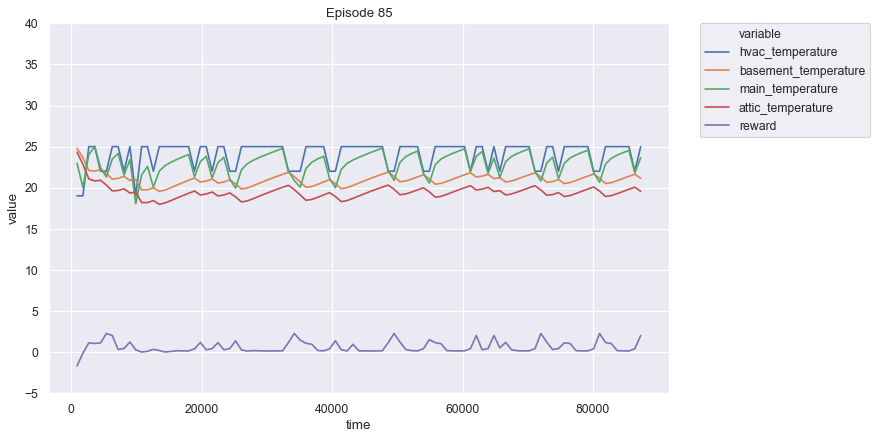 Episode 85
value
40
35
30
25
20
15
10
5
0
−5
0
20000
40000
60000
80000
time
variable
hvac_temperature
basement_temperature
main_temperature
attic_temperature
reward